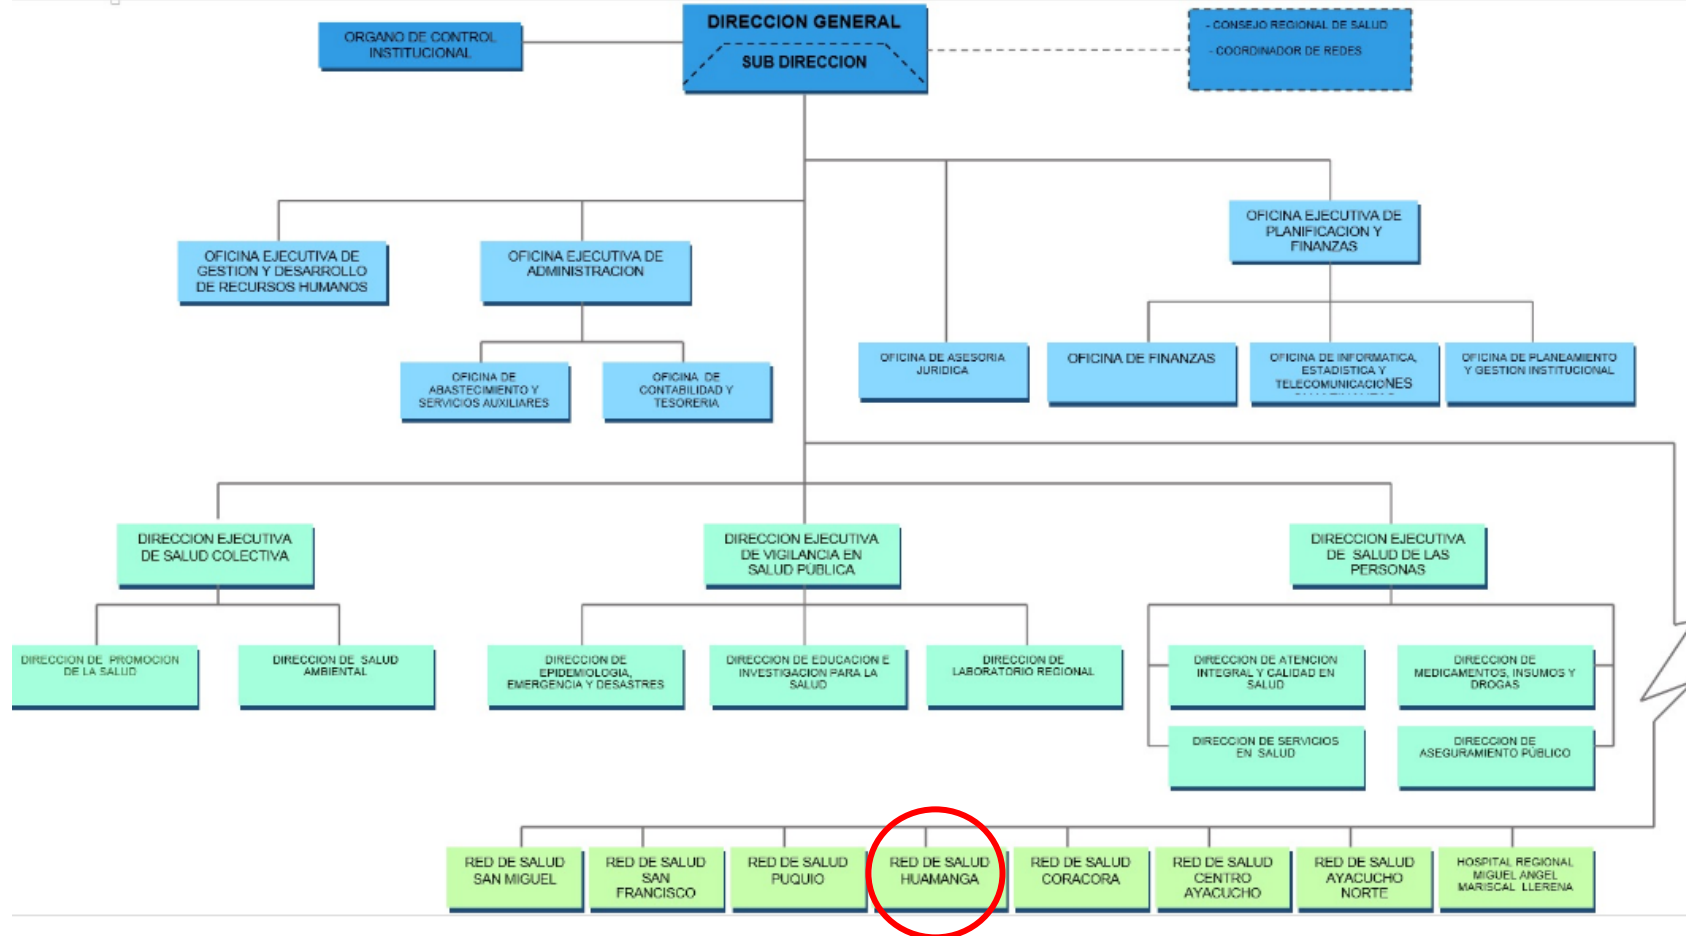 ORGANO DE CONTROL
INSTITUCIONAL
DIRECCION GENERAL
SUB DIRECCION
- CONSEJO REGIONAL DE SALUD
- COORDINADOR DE REDES
OFICINA EJECUTIVA DE
GESTION Y DESARROLLO
DE RECURSOS HUMANOS
OFICINA EJECUTIVA DE
ADMINISTRACION
OFICINA EJECUTIVA DE
PLANIFICACION Y
FINANZAS
OFICINA DE
ABASTECIMIENTO Y
SERVICIOS AUXILIARES
OFICINA DE
CONTABILIDAD Y
TESORERIA
OFICINA DE ASESORIA
JURIDICA
OFICINA DE FINANZAS
OFICINA DE INFORMATICA,
ESTADISTICA Y
TELECOMUNICACIONES
OFICINA DE PLANEAMIENTO
Y GESTION INSTITUCIONAL
DIRECCION EJECUTIVA
DE SALUD COLECTIVA
DIRECCION EJECUTIVA
DE VIGILANCIA EN
SALUD PÚBLICA
DIRECCION EJECUTIVA
DE SALUD DE LAS
PERSONAS
DIRECCION DE PROMOCION
DE LA SALUD
DIRECCION DE SALUD
AMBIENTAL
DIRECCION DE
EPIDEMIOLOGIA,
EMERGENCIA Y DESASTRES
DIRECCION DE EDUCACION E
INVESTIGACION PARA LA
SALUD
DIRECCION DE
LABORATORIO REGIONAL
DIRECCION DE ATENCION
INTEGRAL Y CALIDAD EN
SALUD
DIRECCION DE
MEDICAMENTOS, INSUMOS Y
DROGAS
DIRECCION DE SERVICIOS
EN SALUD
DIRECCION DE
ASEGURAMIENTO PÚBLICO
RED DE SALUD
SAN MIGUEL
RED DE SALUD
SAN
FRANCISCO
RED DE SALUD
PUQUIO
RED DE SALUD
HUAMANGA
RED DE SALUD
CORACORA
RED DE SALUD
CENTRO
AYACUCHO
RED DE SALUD
AYACUCHO
NORTE
HOSPITAL REGIONAL
MIGUEL ANGEL
MARISCAL LLERENA